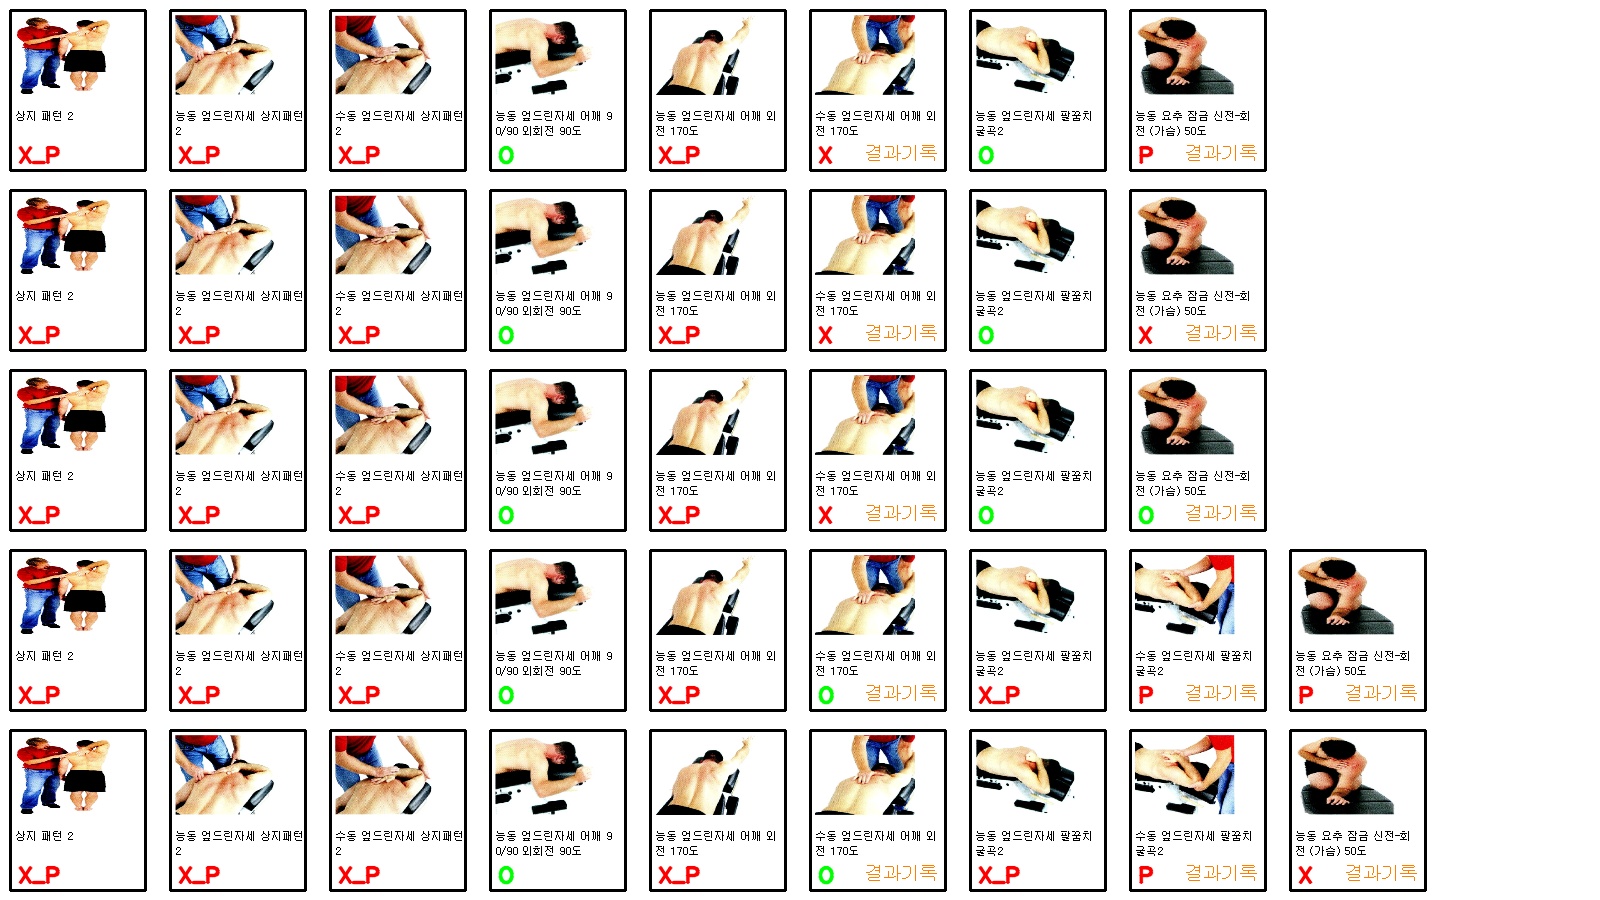 상지 패턴 2
X_P
능동 엎드린자세 상지패턴
2
X_P
수동 엎드린자세 상지패턴
2
X_P
능동 엎드린자세 어깨 9
0/90 외회전 90도
O
능동 엎드린자세 어깨 외
전 170도
X_P
수동 엎드린자세 어깨 외
전 170도
X 결과기록
능동 엎드린자세 팔꿈치
굴곡2
O
능동 요추 잠금 신전-회
전 (가슴) 50도
P 결과기록
상지 패턴 2
X_P
능동 엎드린자세 상지패턴
2
X_P
수동 엎드린자세 상지패턴
2
X_P
능동 엎드린자세 어깨 9
0/90 외회전 90도
O
능동 엎드린자세 어깨 외
전 170도
X_P
수동 엎드린자세 어깨 외
전 170도
X 결과기록
능동 엎드린자세 팔꿈치
굴곡2
O
능동 요추 잠금 신전-회
전 (가슴) 50도
X 결과기록
상지 패턴 2
X_P
능동 엎드린자세 상지패턴
2
X_P
수동 엎드린자세 상지패턴
2
X_P
능동 엎드린자세 어깨 9
0/90 외회전 90도
O
능동 엎드린자세 어깨 외
전 170도
X_P
수동 엎드린자세 어깨 외
전 170도
X 결과기록
능동 엎드린자세 팔꿈치
굴곡2
O
능동 요추 잠금 신전-회
전 (가슴) 50도
O 결과기록
상지 패턴 2
X_P
능동 엎드린자세 상지패턴
2
X_P
수동 엎드린자세 상지패턴
2
X_P
능동 엎드린자세 어깨 9
0/90 외회전 90도
O
능동 엎드린자세 어깨 외
전 170도
X_P
수동 엎드린자세 어깨 외
전 170도
O 결과기록
능동 엎드린자세 팔꿈치
굴곡2
X_P
수동 엎드린자세 팔꿈치
굴곡2
P 결과기록
능동 요추 잠금 신전-회
전 (가슴) 50도
P 결과기록
상지 패턴 2
X_P
능동 엎드린자세 상지패턴
2
X_P
수동 엎드린자세 상지패턴
2
X_P
능동 엎드린자세 어깨 9
0/90 외회전 90도
O
능동 엎드린자세 어깨 외
전 170도
X_P
수동 엎드린자세 어깨 외
전 170도
O 결과기록
능동 엎드린자세 팔꿈치
굴곡2
X_P
수동 엎드린자세 팔꿈치
굴곡2
P 결과기록
능동 요추 잠금 신전-회
전 (가슴) 50도
X 결과기록